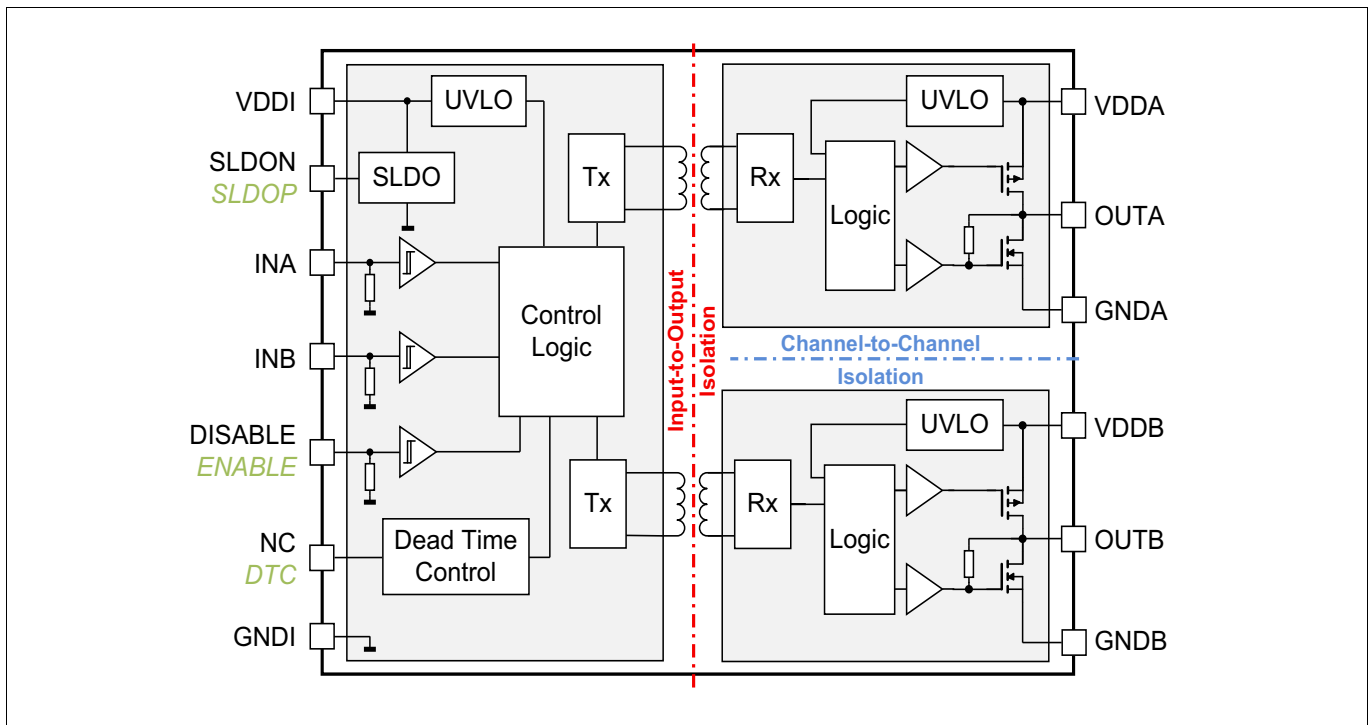 VDDI
SLDON
SLDOP
INA
INB
DISABLE
ENABLE
NC
DTC
GNDI
UVLO
SLDO
Control
Logic
Dead Time
Control
Tx
Tx
Input-to-Output
Isolation
Channel-to-Channel
Isolation
UVLO
Rx
Logic
VDDA
OUTA
GNDA
UVLO
Rx
Logic
VDDB
OUTB
GNDB